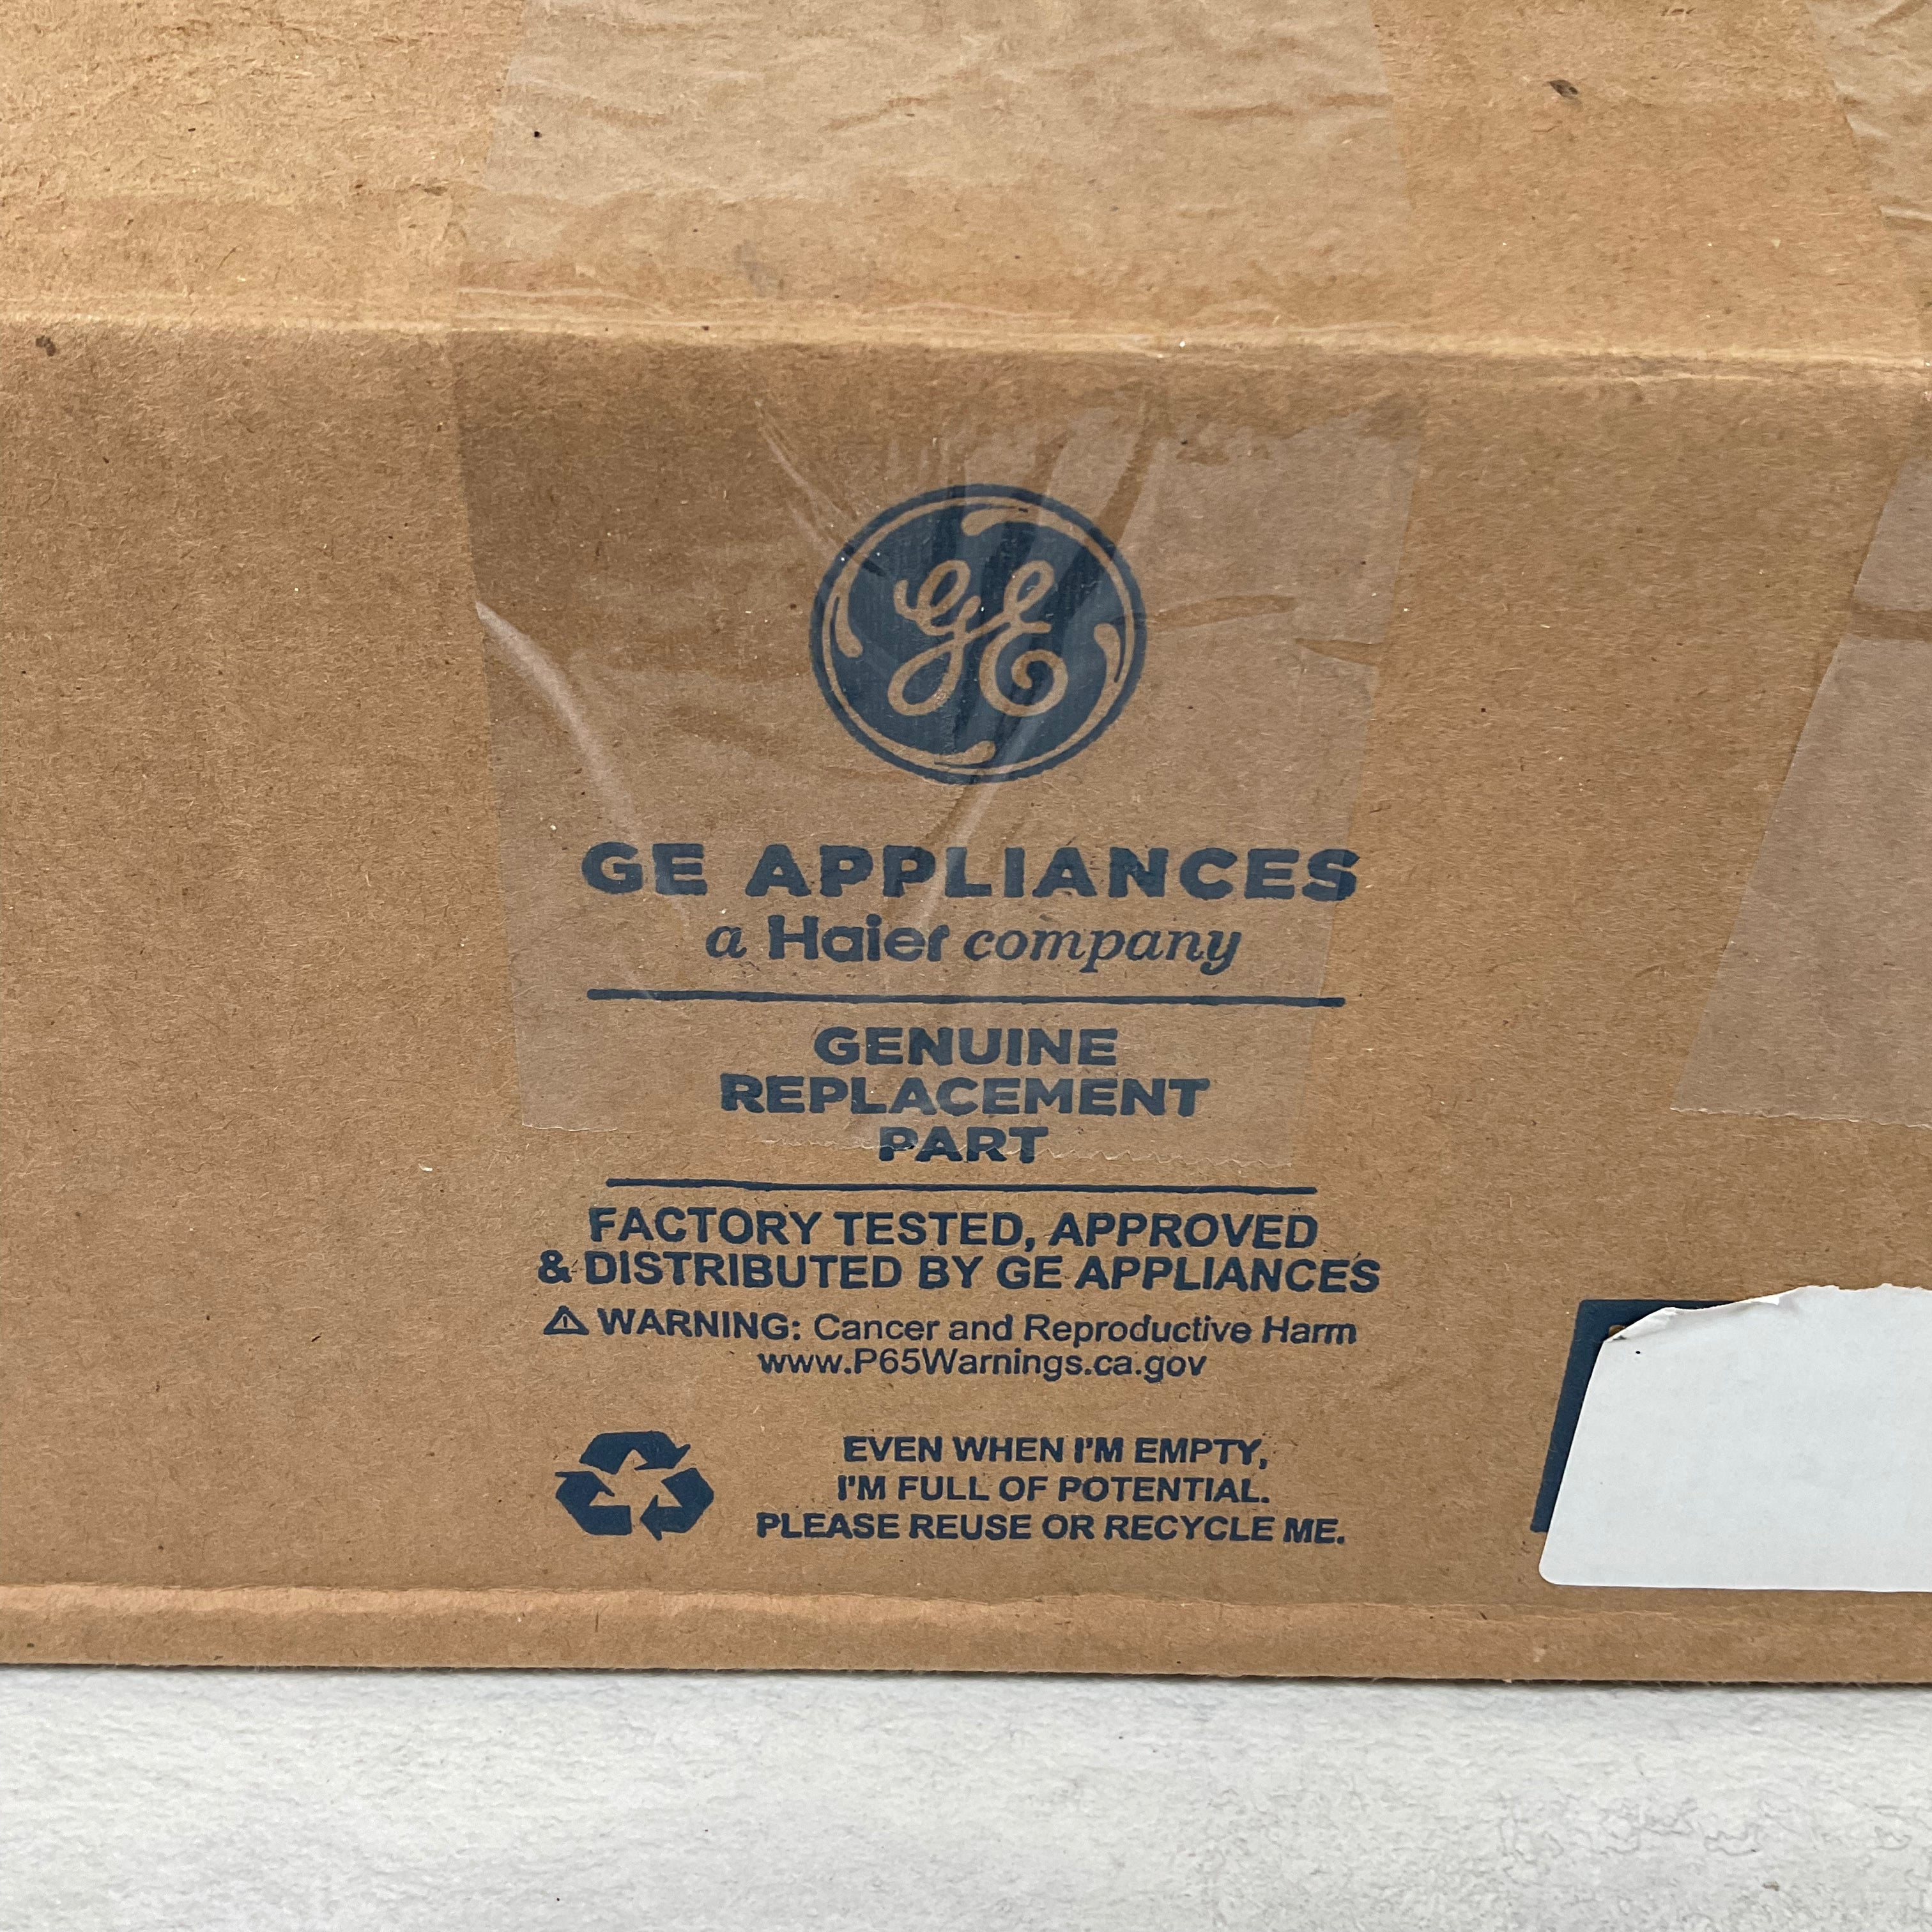 GE
GE APPLIANCES
a Haier company
GENUINE
REPLACEMENT
PART
FACTORY TESTED, APPROVED
& DISTRIBUTED BY GE APPLIANCES
⚠ WARNING: Cancer and Reproductive Harm
www.P65Warnings.ca.gov
EVEN WHEN I'M EMPTY,
I'M FULL OF POTENTIAL.
PLEASE REUSE OR RECYCLE ME.